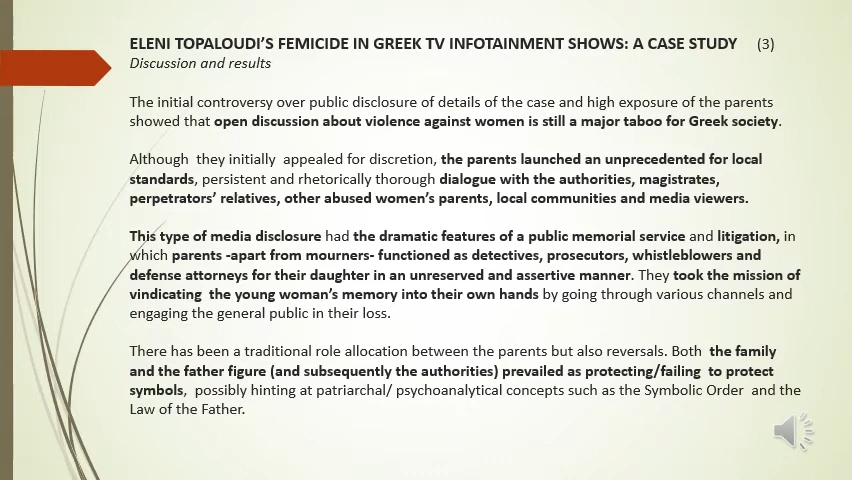 ELENI TOPALOUDI'S FEMICIDE IN GREEK TV INFOTAINMENT SHOWS: A CASE STUDY (3)
Discussion and results
The initial controversy over public disclosure of details of the case and high exposure of the parents
showed that open discussion about violence against women is still a major taboo for Greek society.
Although they initially appealed for discretion, the parents launched an unprecedented for local
standards, persistent and rhetorically thorough dialogue with the authorities, magistrates,
perpetrators' relatives, other abused women's parents, local communities and media viewers.
This type of media disclosure had the dramatic features of a public memorial service and litigation, in
which parents -apart from mourners- functioned as detectives, prosecutors, whistleblowers and
defense attorneys for their daughter in an unreserved and assertive manner. They took the mission of
vindicating the young woman's memory into their own hands by going through various channels and
engaging the general public in their loss.
There has been a traditional role allocation between the parents but also reversals. Both the family
and the father figure (and subsequently the authorities) prevailed as protecting/failing to protect
symbols, possibly hinting at patriarchal/ psychoanalytical concepts such as the Symbolic Order and the
Law of the Father.